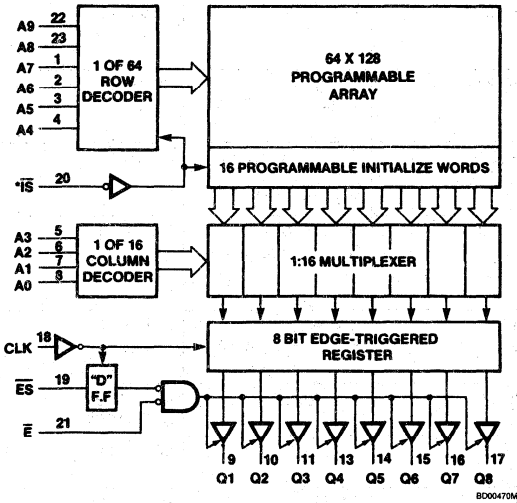 A9 22
A8 23
A7 1
A6 2
A5 3
A4 4
1 OF 64
ROW
DECODER
64 X 128
PROGRAMMABLE
ARRAY
16 PROGRAMMABLE INITIALIZE WORDS
*IS 20
A3 5
A2 6
A1 7
A0 8
1 OF 16
COLUMN
DECODER
1:16 MULTIPLEXER
CLK 18
8 BIT EDGE-TRIGGERED
REGISTER
ES 19
"D"
F.F
E 21
9 10 11 13 14 15 16 17
Q1 Q2 Q3 Q4 Q5 Q6 Q7 Q8
BD00470M